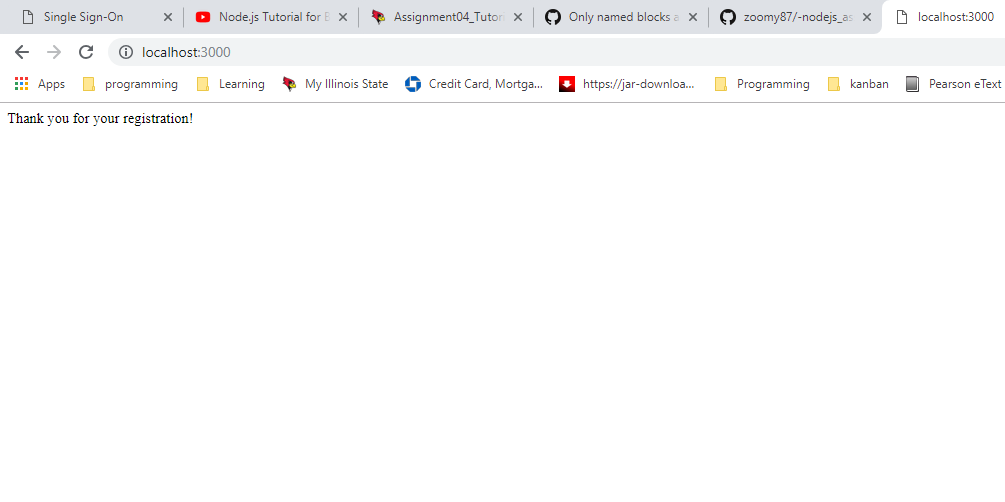 Single Sign-On
Node.js Tutorial for B
Assignment04_Tutori
Only named blocks a
zoomy87/-nodejs_as
localhost:3000
localhost:3000
Apps programming Learning My Illinois State Credit Card, Mortga... https://jar-downloa... Programming kanban Pearson eText
Thank you for your registration!